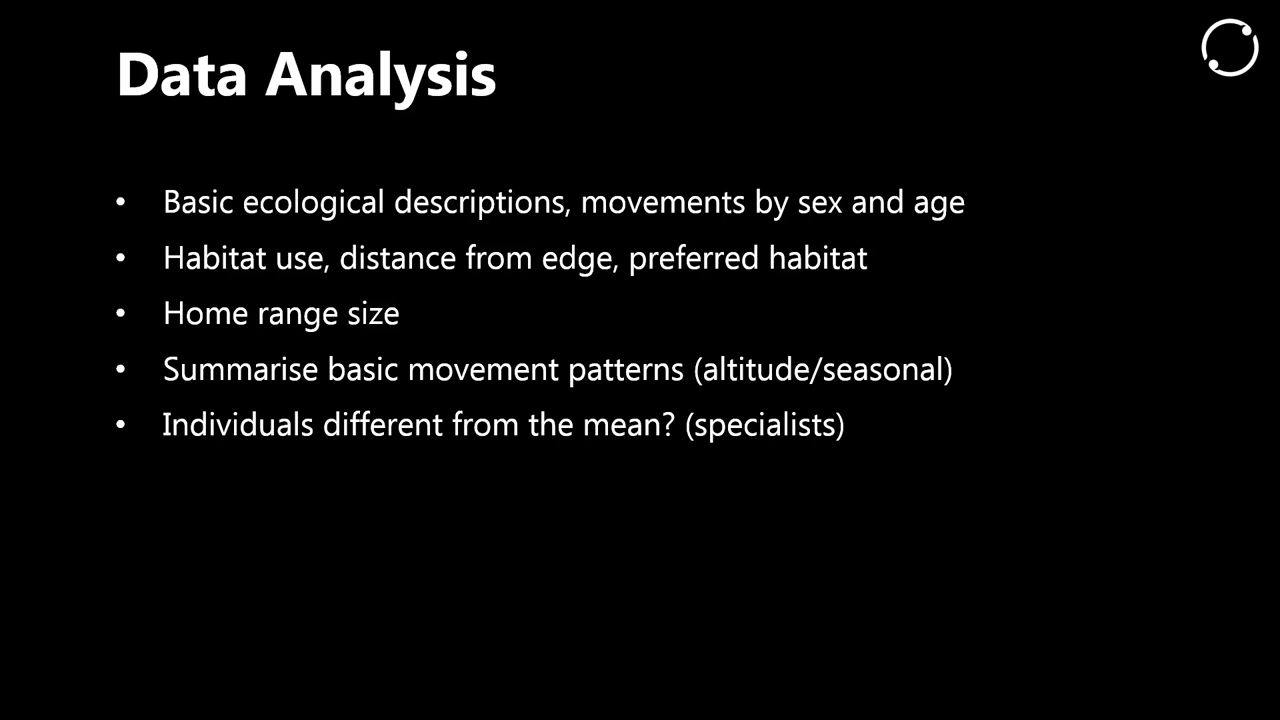 Data Analysis
• Basic ecological descriptions, movements by sex and age
• Habitat use, distance from edge, preferred habitat
• Home range size
• Summarise basic movement patterns (altitude/seasonal)
• Individuals different from the mean? (specialists)